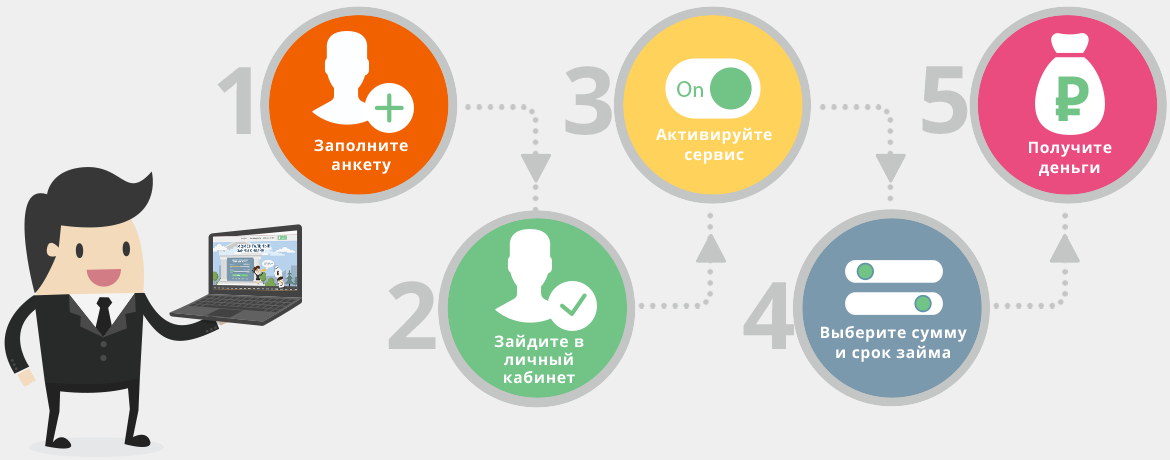 1
Заполните
анкету
2
Зайдите в
личный
кабинет
3
On
Активируйте
сервис
4
Выберите сумму
и срок займа
5
₽
Получите
деньги